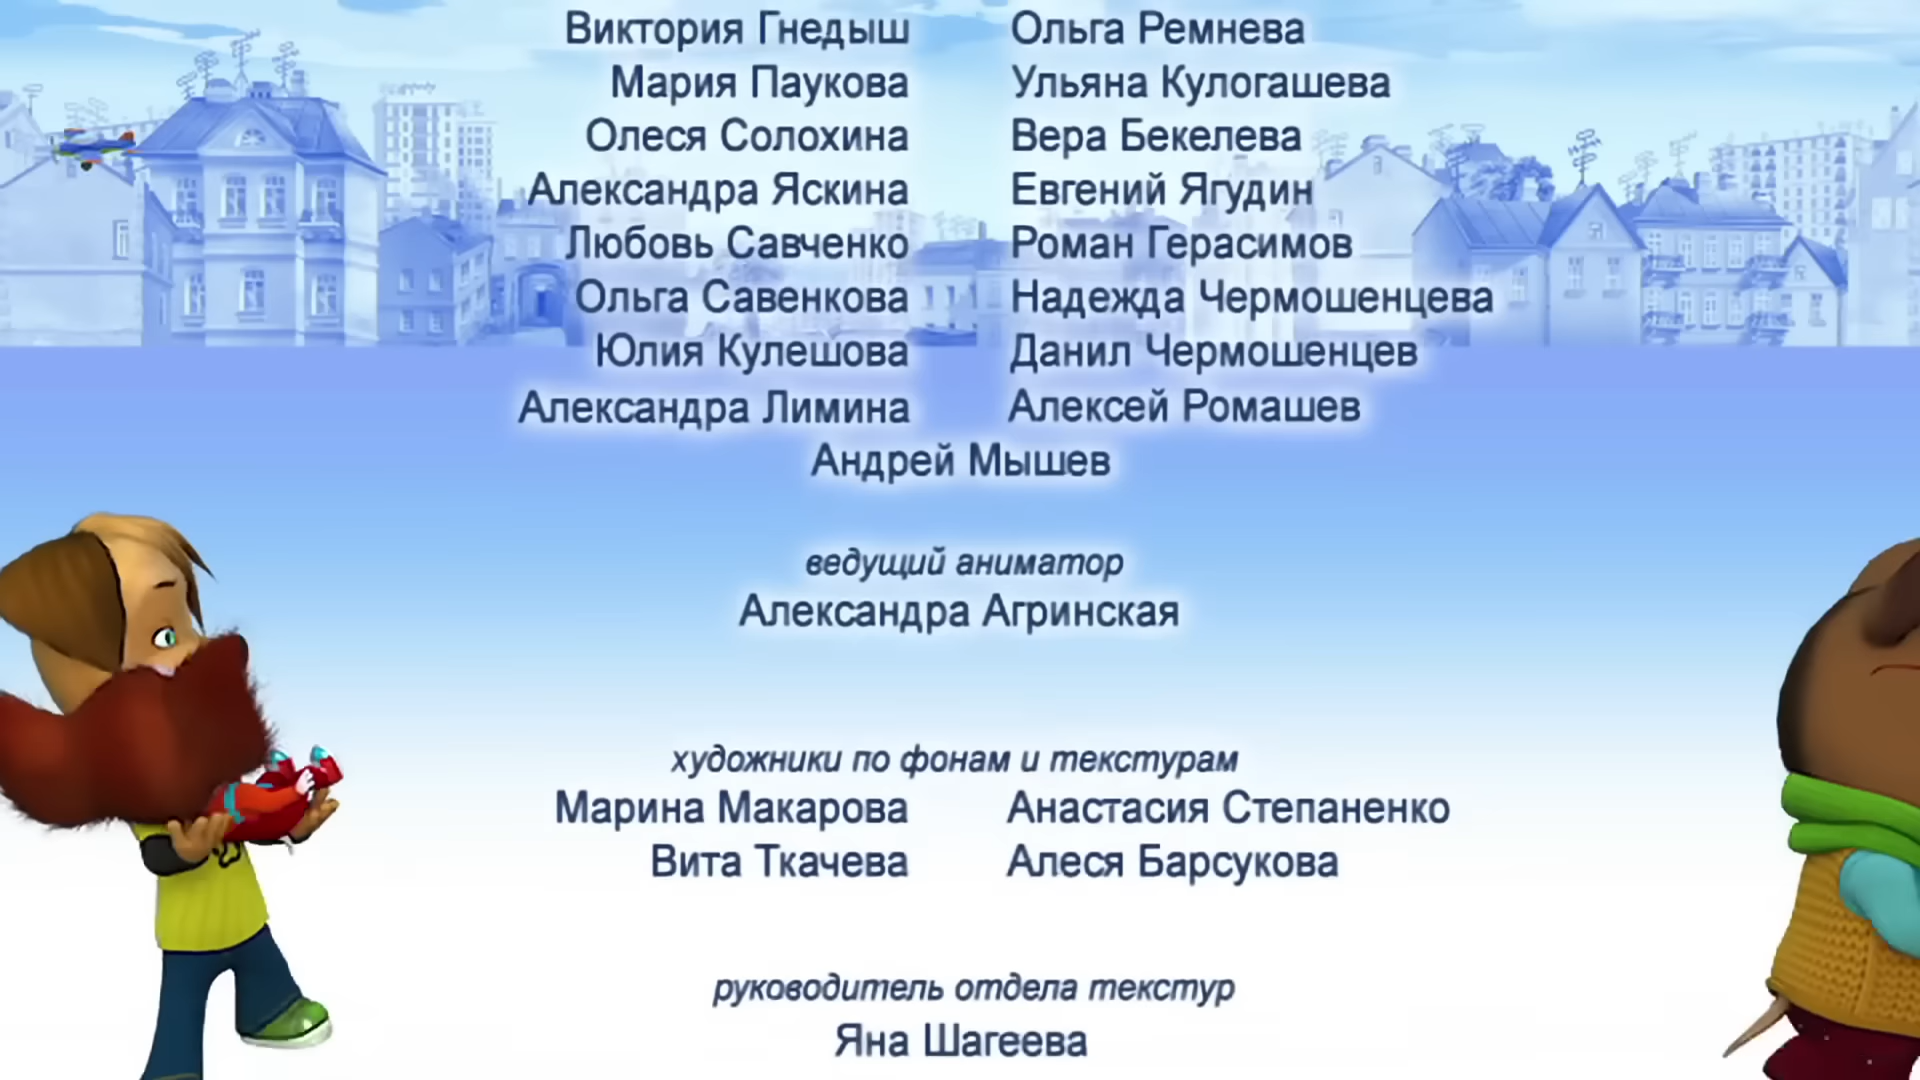 Виктория Гнедыш Ольга Ремнева
Мария Паукова Ульяна Кулогашева
Олеся Солохина Вера Бекелева
Александра Яскина Евгений Ягудин
Любовь Савченко Роман Герасимов
Ольга Савенкова Надежда Чермошенцева
Юлия Кулешова Данил Чермошенцев
Александра Лимина Алексей Ромашев
Андрей Мышев
ведущий аниматор
Александра Агринская
художники по фонам и текстурам
Марина Макарова Анастасия Степаненко
Вита Ткачева Алеся Барсукова
руководитель отдела текстур
Яна Шагеева